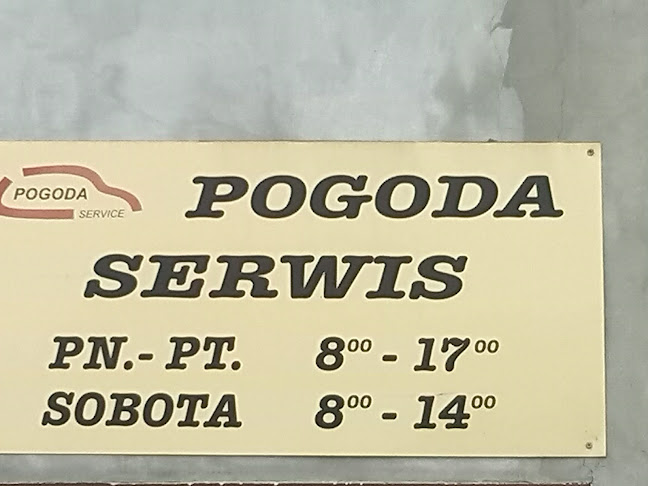 POGODA
SERVICE
POGODA
SERWIS
PN.- PT. 8⁰⁰ - 17⁰⁰
SOBOTA 8⁰⁰ - 14⁰⁰